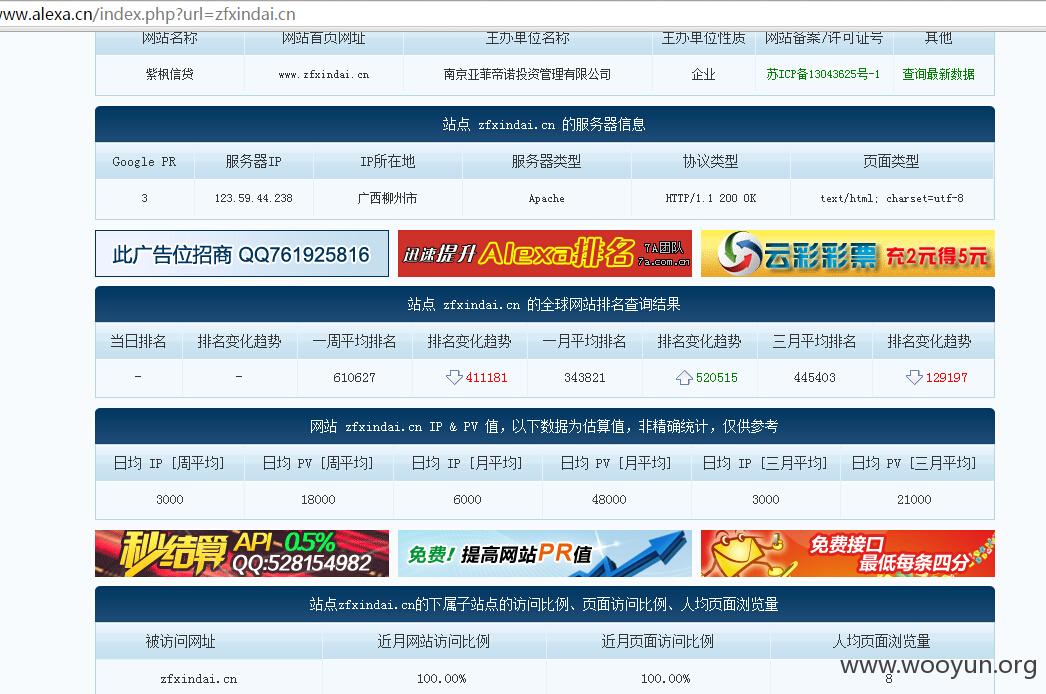 www.alexa.cn/index.php?url=zfxindai.cn
网站名称 网站首页网址 主办单位名称 主办单位性质 网站备案/许可证号 其他
紫枫信贷 www.zfxindai.cn 南京亚菲帝诺投资管理有限公司 企业 苏ICP备13043625号-1 查询最新数据
站点 zfxindai.cn 的服务器信息
Google PR 服务器IP IP所在地 服务器类型 协议类型 页面类型
3 123.59.44.238 广西柳州市 Apache HTTP/1.1 200 OK text/html; charset=utf-8
此广告位招商 QQ761925816 迅速提升Alexa排名 7A团队 7a.com.cn 云彩彩票 充2元得5元
站点 zfxindai.cn 的全球网站排名查询结果
当日排名 排名变化趋势 一周平均排名 排名变化趋势 一月平均排名 排名变化趋势 三月平均排名 排名变化趋势
- - 610627 411181 343821 520515 445403 129197
网站 zfxindai.cn IP & PV 值，以下数据为估算值，非精确统计，仅供参考
日均 IP [周平均] 日均 PV [周平均] 日均 IP [月平均] 日均 PV [月平均] 日均 IP [三月平均] 日均 PV [三月平均]
3000 18000 6000 48000 3000 21000
秒结算 API-0.5% QQ:528154982 免费！提高网站PR值 免费接口 最低每条四分
站点zfxindai.cn的下属子站点的访问比例、页面访问比例、人均页面浏览量
被访问网址 近月网站访问比例 近月页面访问比例 人均页面浏览量
zfxindai.cn 100.00% 100.00% 8
www.wooyun.org